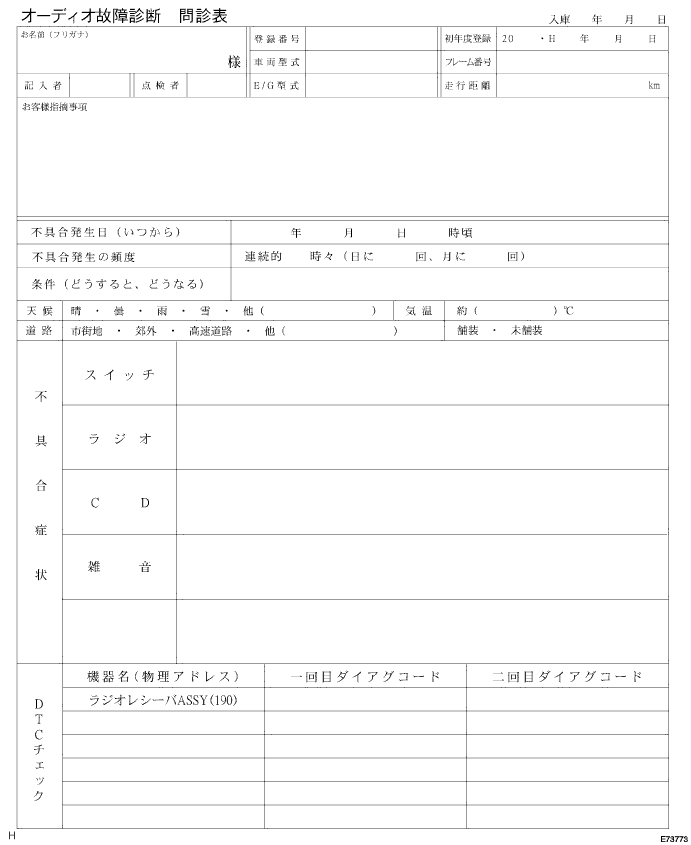 オーディオ故障診断　問診表
入庫　年　月　日
お名前（フリガナ）
様
登録番号
初年度登録　20　・H　年　月　日
車両型式
フレーム番号
記入者
点検者
E/G型式
走行距離　km
お客様指摘事項
不具合発生日（いつから）　年　月　日　時頃
不具合発生の頻度　連続的　時々（日に　回、月に　回）
条件（どうすると、どうなる）
天候　晴　・　曇　・　雨　・　雪　・　他（　）　気温　約（　）℃
道路　市街地　・　郊外　・　高速道路　・　他（　）　舗装　・　未舗装
不具合症状
スイッチ
ラジオ
CD
雑音
DTCチェック
機器名（物理アドレス）　一回目ダイアグコード　二回目ダイアグコード
ラジオレシーバASSY（190）
H
E73773